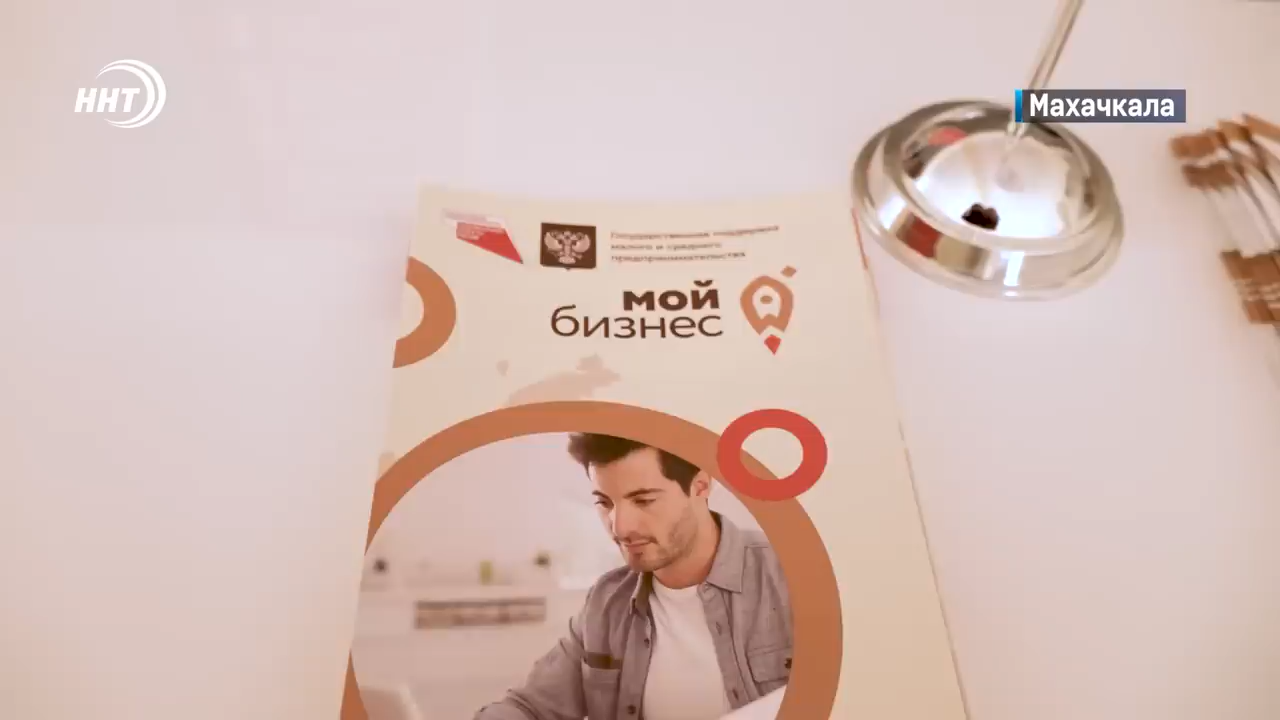 ННТ
Махачкала
Государственная поддержка
малого и среднего
предпринимательства
мой
бизнес